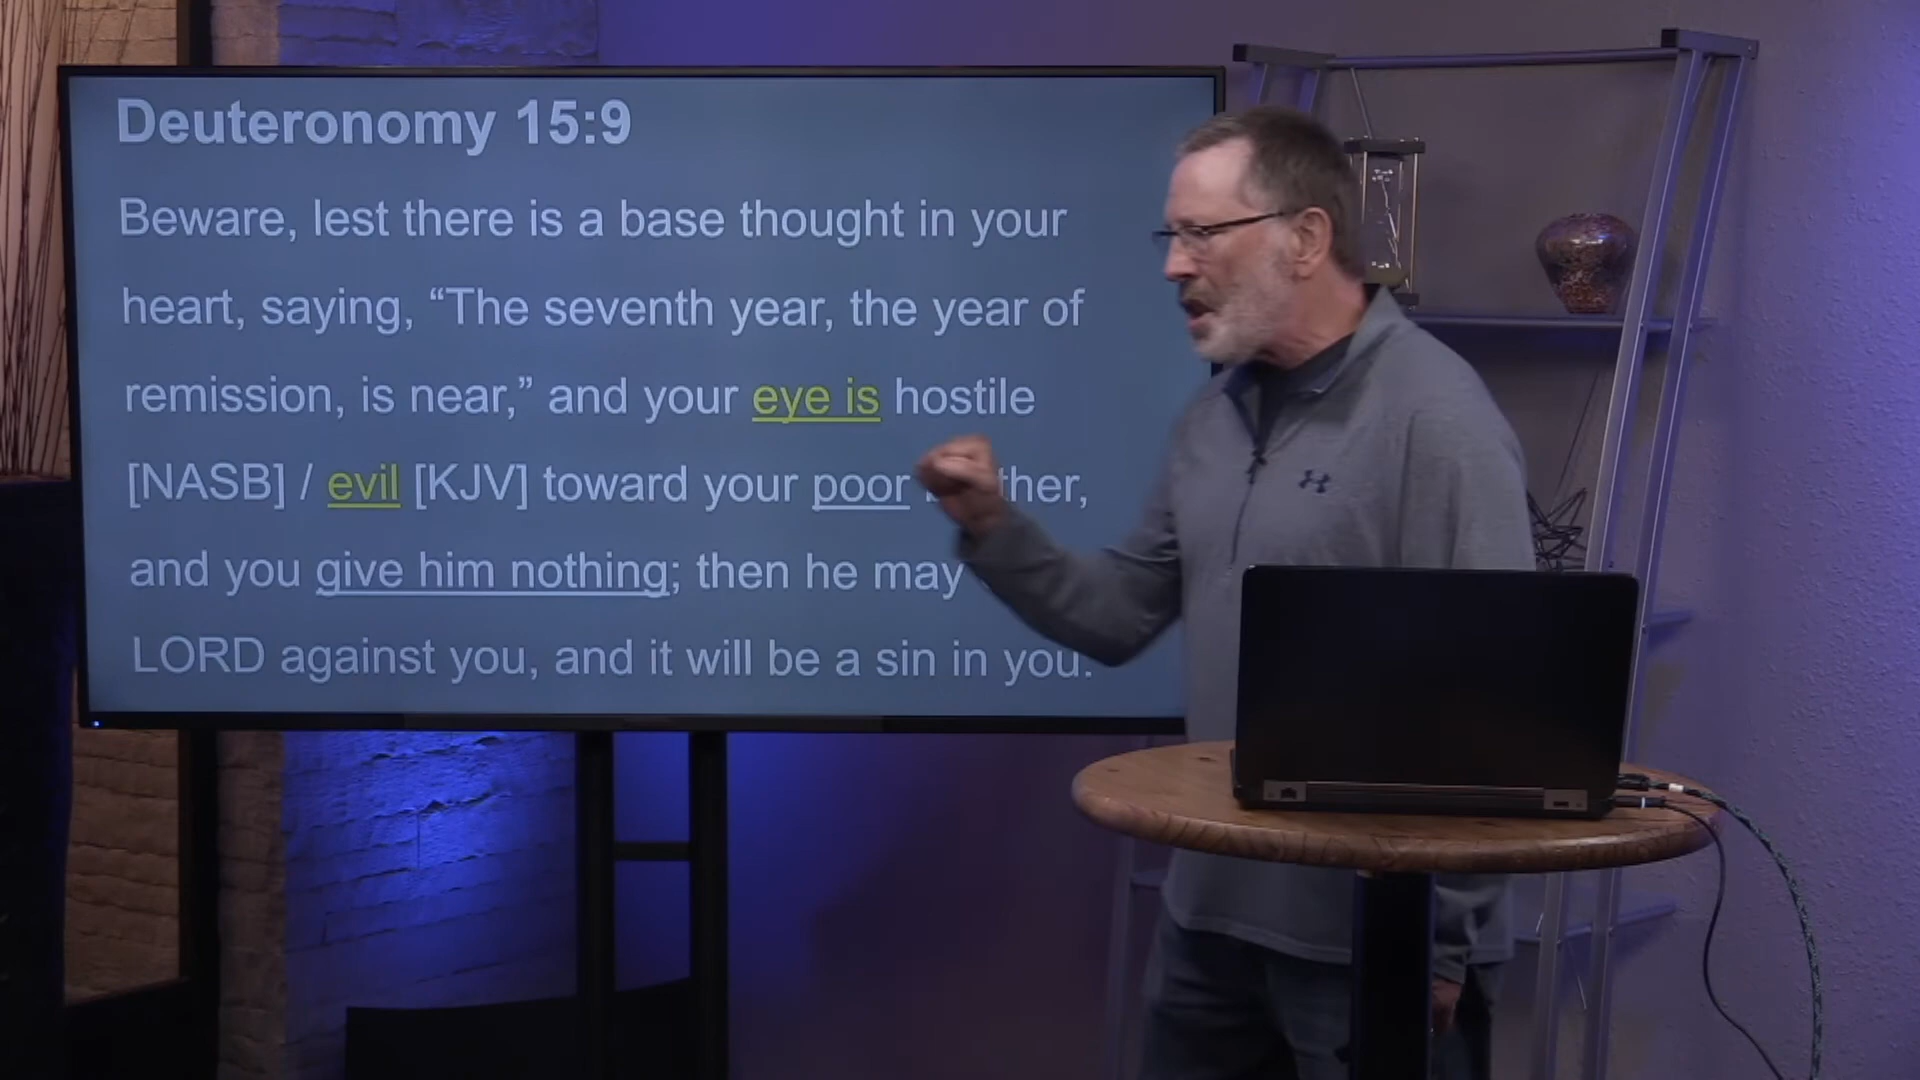 Deuteronomy 15:9
Beware, lest there is a base thought in your
heart, saying, “The seventh year, the year of
remission, is near,” and your eye is hostile
[NASB] / evil [KJV] toward your poor
and you give him nothing; then he may
LORD against you, and it will be a sin in you.